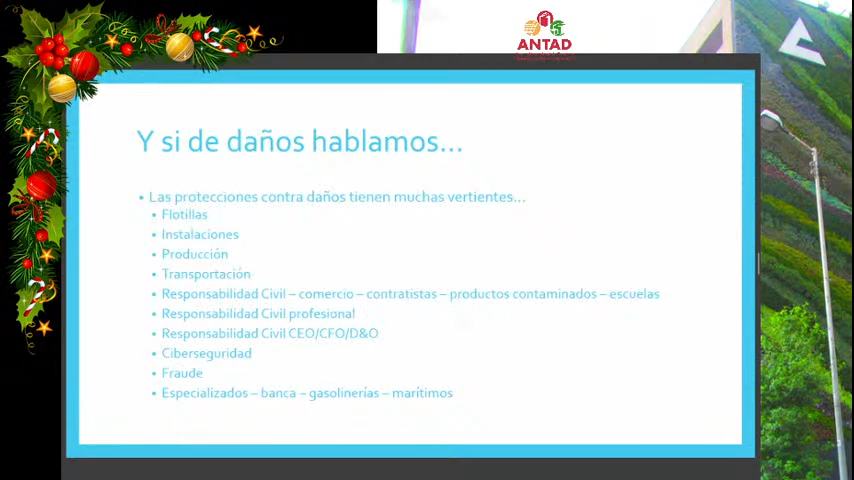 ANTAD
Y si de daños hablamos...
• Las protecciones contra daños tienen muchas vertientes...
• Flotillas
• Instalaciones
• Producción
• Transportación
• Responsabilidad Civil – comercio – contratistas – productos contaminados – escuelas
• Responsabilidad Civil profesional
• Responsabilidad Civil CEO/CFO/D&O
• Ciberseguridad
• Fraude
• Especializados – banca – gasolinerías – marítimos